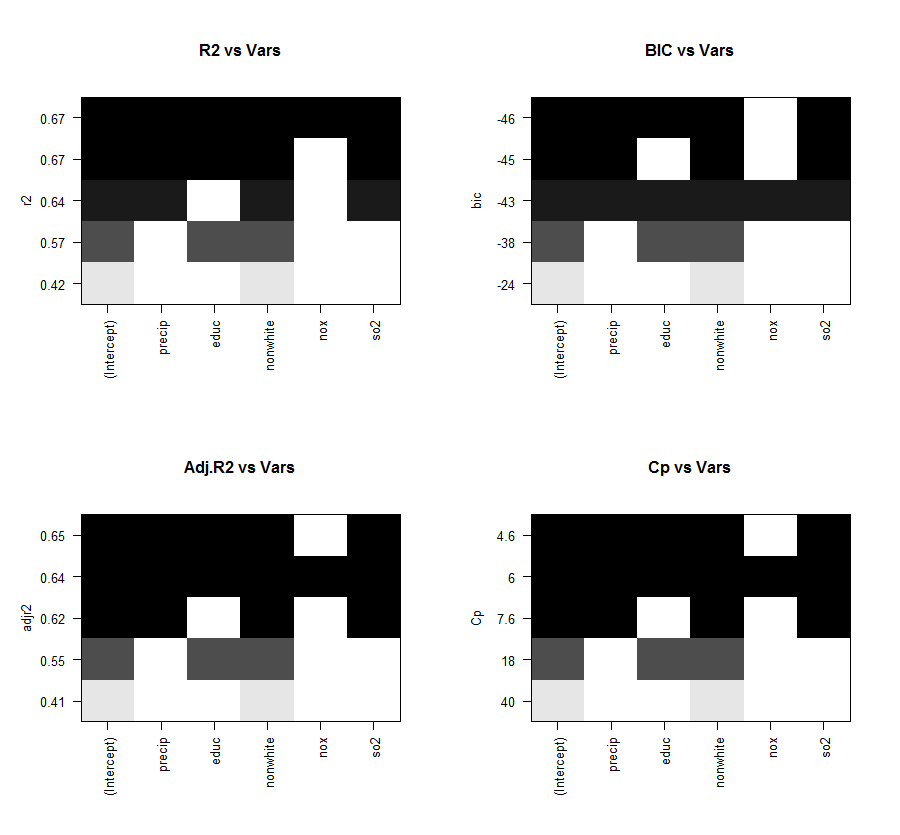 R2 vs Vars
r2
0.67
0.67
0.64
0.57
0.42
(Intercept)
precip
educ
nonwhite
nox
so2
BIC vs Vars
bic
-46
-45
-43
-38
-24
(Intercept)
precip
educ
nonwhite
nox
so2
Adj.R2 vs Vars
adjr2
0.65
0.64
0.62
0.55
0.41
(Intercept)
precip
educ
nonwhite
nox
so2
Cp vs Vars
Cp
4.6
6
7.6
18
40
(Intercept)
precip
educ
nonwhite
nox
so2